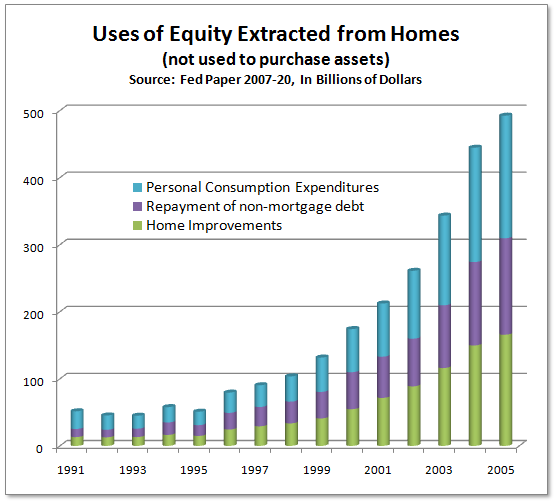 Uses of Equity Extracted from Homes
(not used to purchase assets)
Source: Fed Paper 2007-20, In Billions of Dollars
500
400
300
200
100
0
Personal Consumption Expenditures
Repayment of non-mortgage debt
Home Improvements
1991 1993 1995 1997 1999 2001 2003 2005